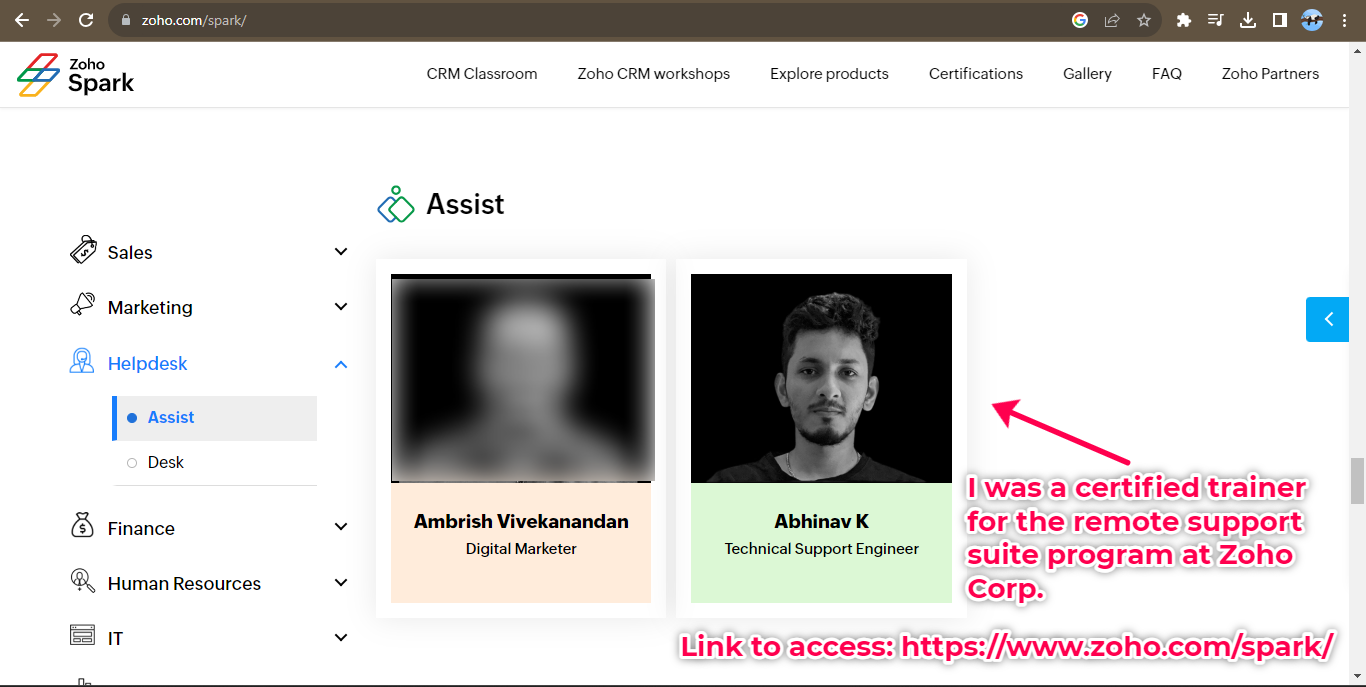 zoho.com/spark/
Zoho
Spark
CRM Classroom
Zoho CRM workshops
Explore products
Certifications
Gallery
FAQ
Zoho Partners
Assist
Sales
Marketing
Helpdesk
Assist
Desk
Finance
Human Resources
IT
Ambrish Vivekanandan
Digital Marketer
Abhinav K
Technical Support Engineer
I was a certified trainer
for the remote support
suite program at Zoho
Corp.
Link to access: https://www.zoho.com/spark/